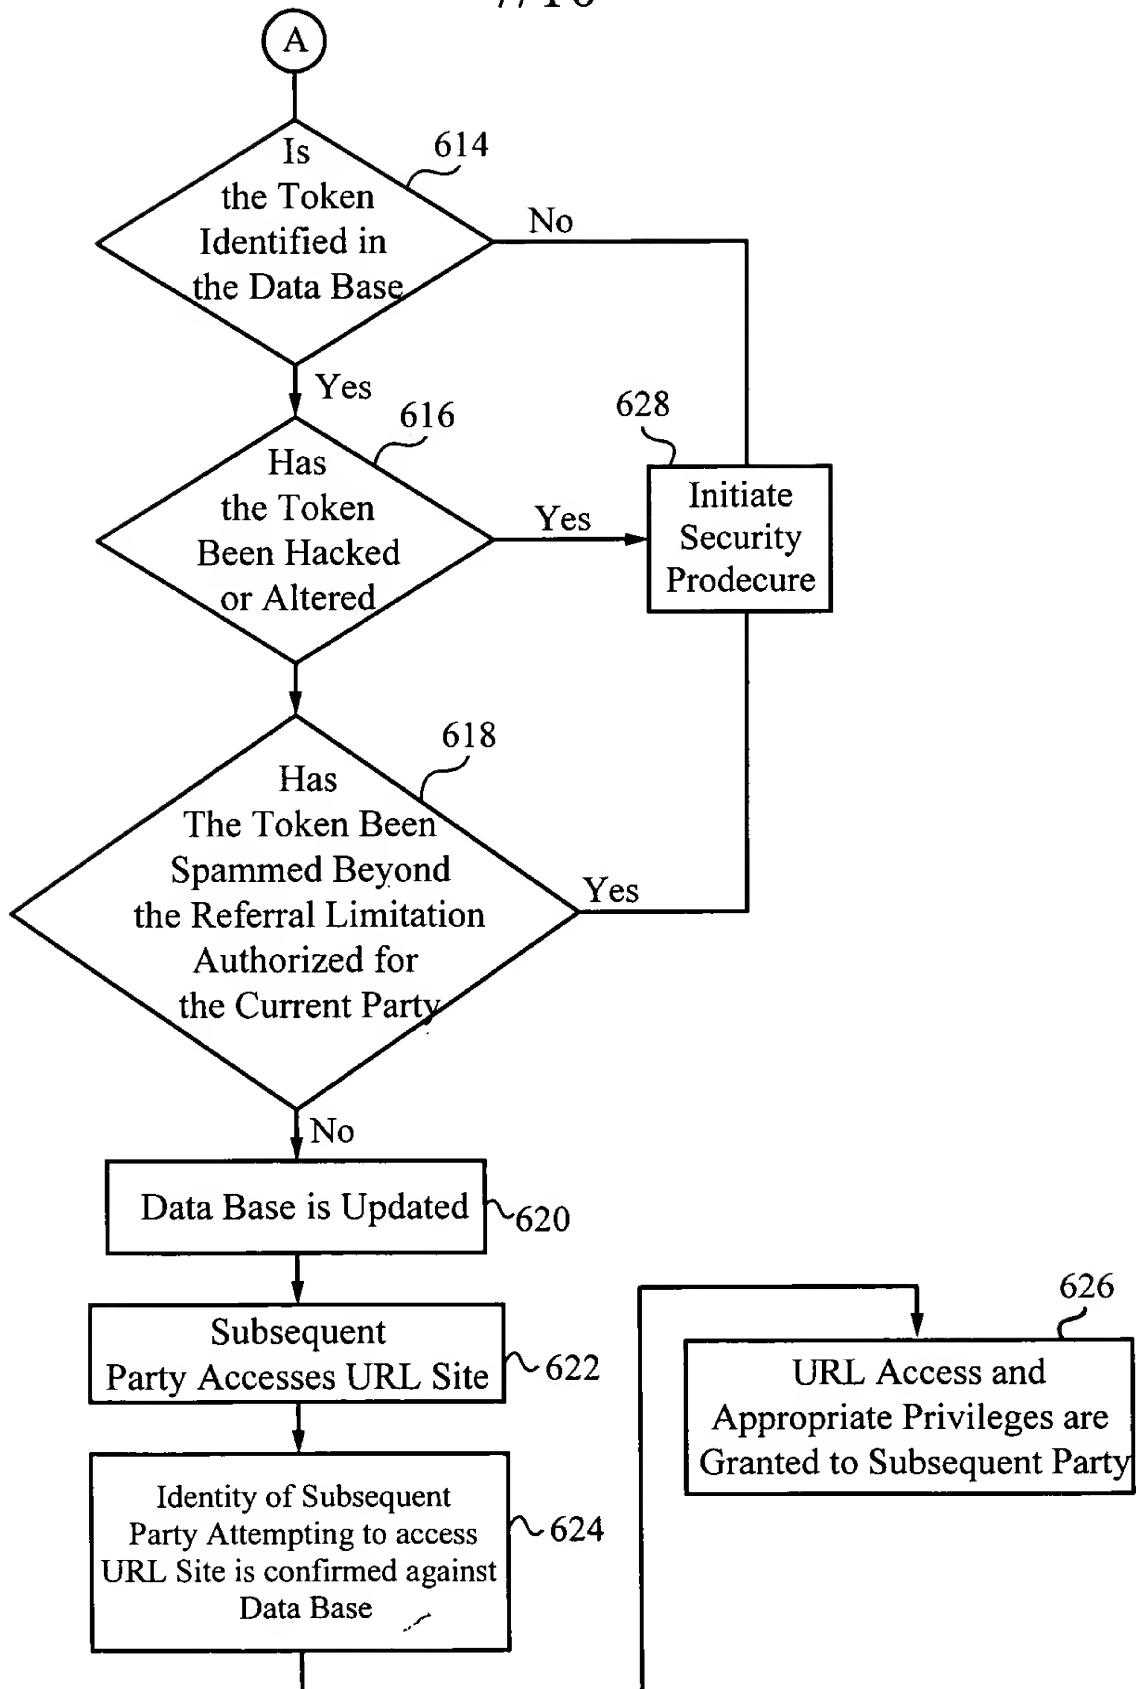 A
614
Is
the Token
Identified in
the Data Base
No
Yes
616
628
Has
the Token
Been Hacked
or Altered
Yes
Initiate
Security
Prodecure
618
Has
The Token Been
Spammed Beyond
the Referral Limitation
Authorized for
the Current Party
Yes
No
Data Base is Updated
620
Subsequent
Party Accesses URL Site
622
626
URL Access and
Appropriate Privileges are
Granted to Subsequent Party
Identity of Subsequent
Party Attempting to access
URL Site is confirmed against
Data Base
624